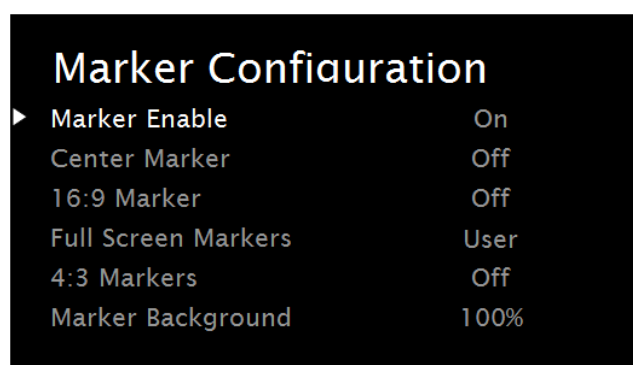 Marker Configuration
Marker Enable On
Center Marker Off
16:9 Marker Off
Full Screen Markers User
4:3 Markers Off
Marker Background 100%